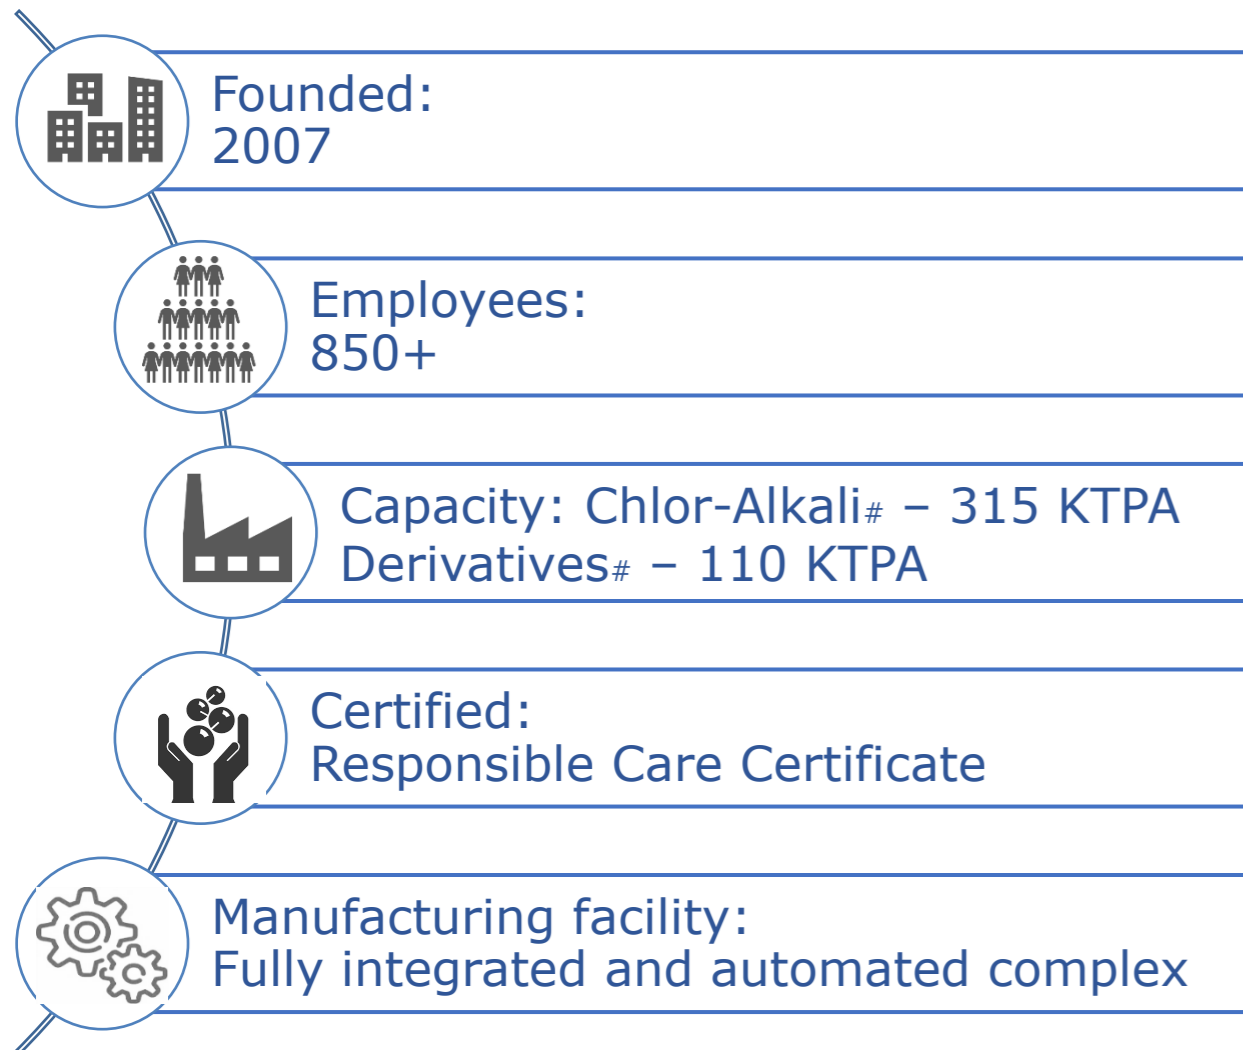 Founded:
2007
Employees:
850+
Capacity: Chlor-Alkali# – 315 KTPA
Derivatives# – 110 KTPA
Certified:
Responsible Care Certificate
Manufacturing facility:
Fully integrated and automated complex